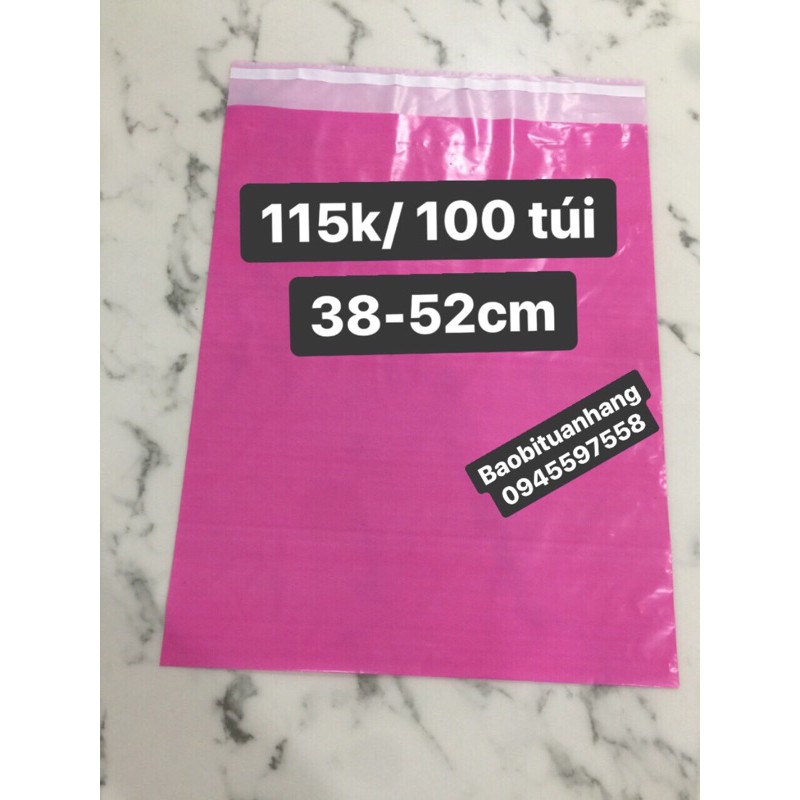 115k/ 100 túi
38-52cm
Baobituanhang
0945597558